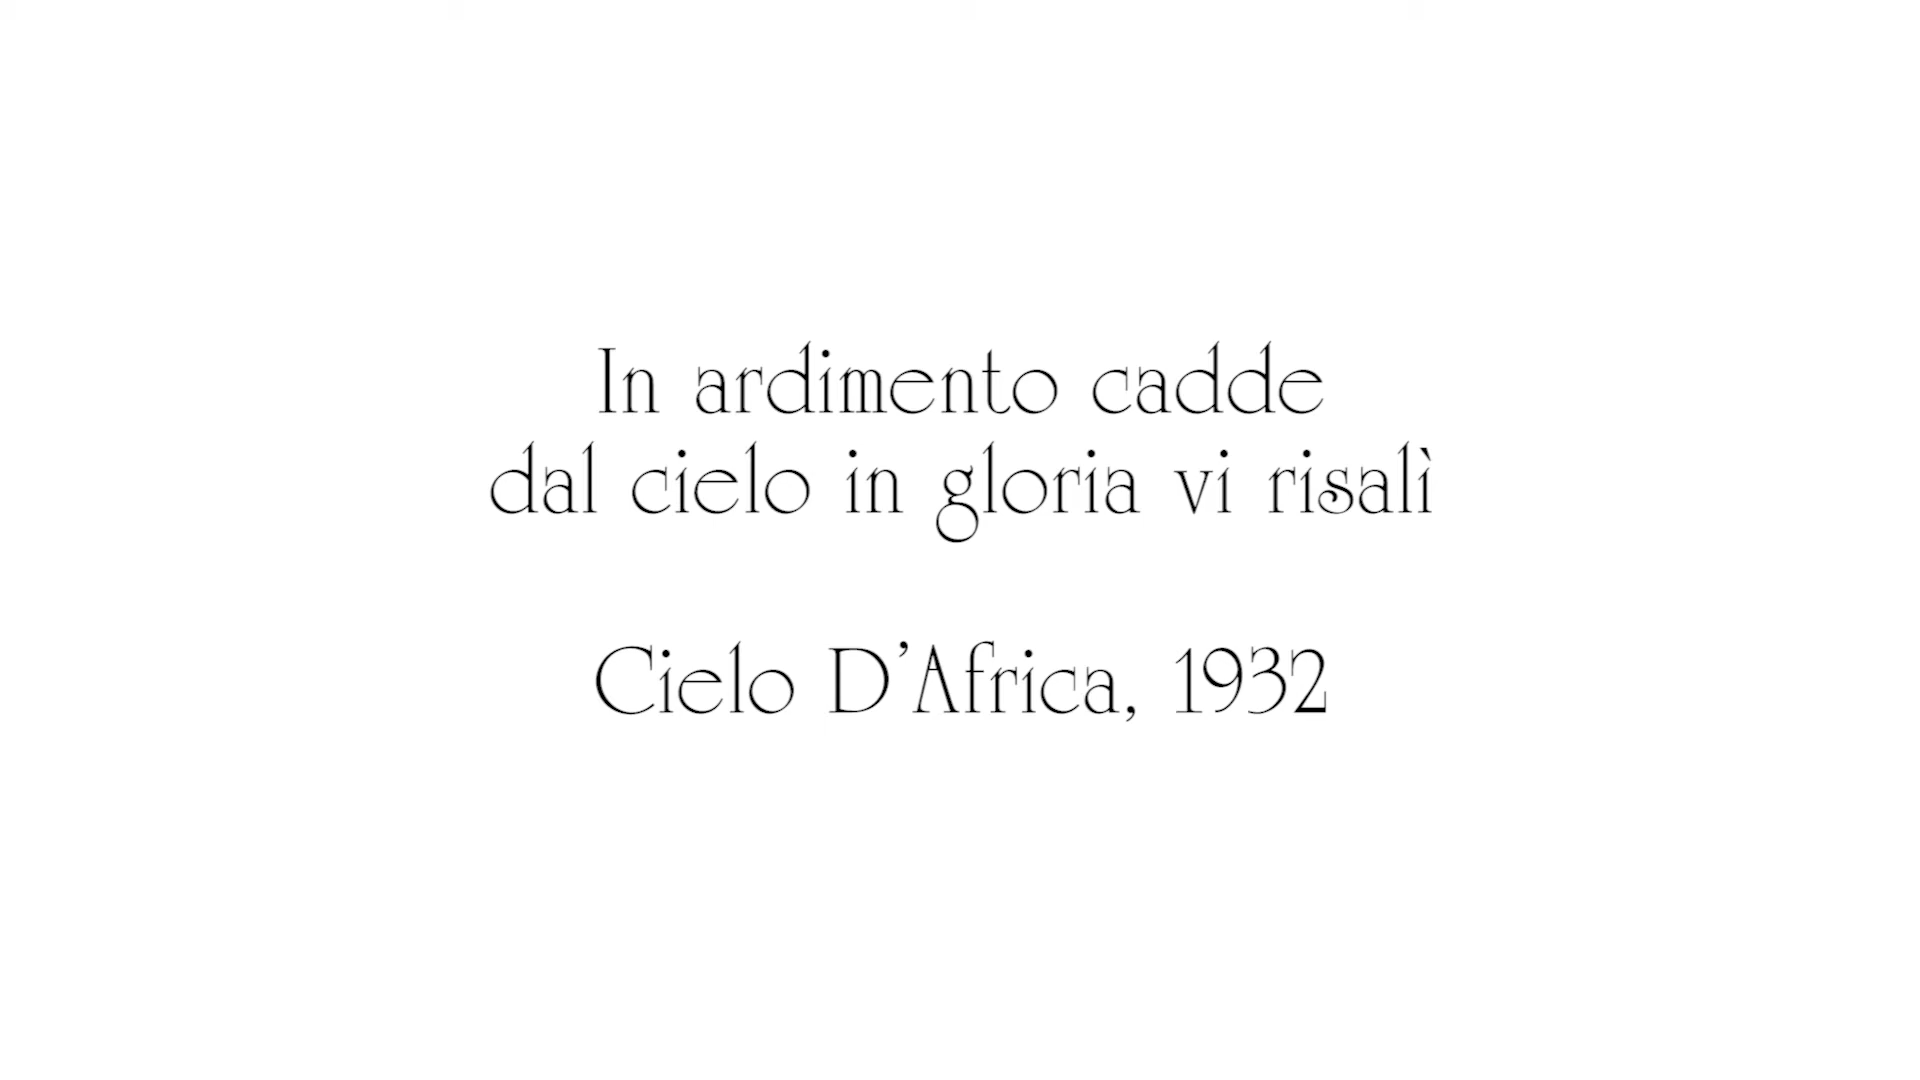 In ardimento cadde
dal cielo in gloria vi risalì
Cielo D'Africa, 1932